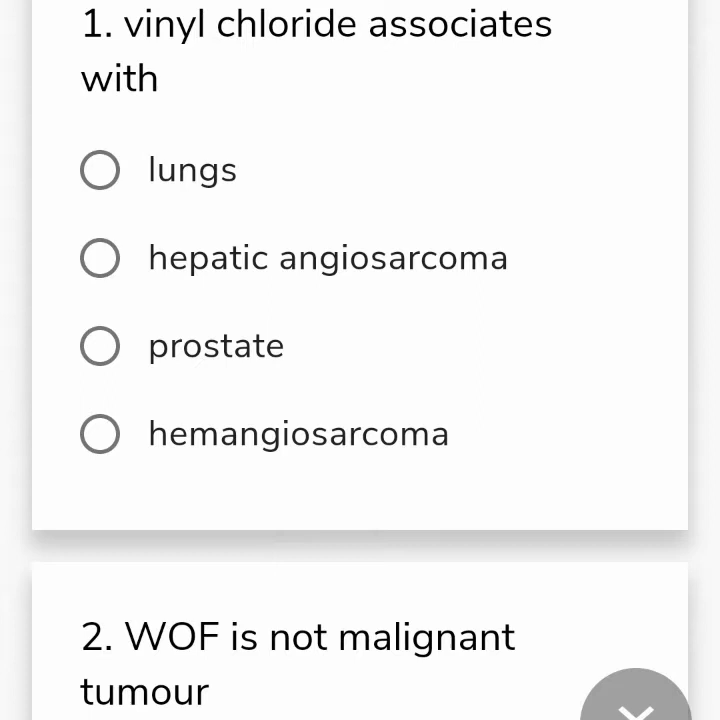 1. vinyl chloride associates
with
lungs
hepatic angiosarcoma
prostate
hemangiosarcoma
2. WOF is not malignant
tumour